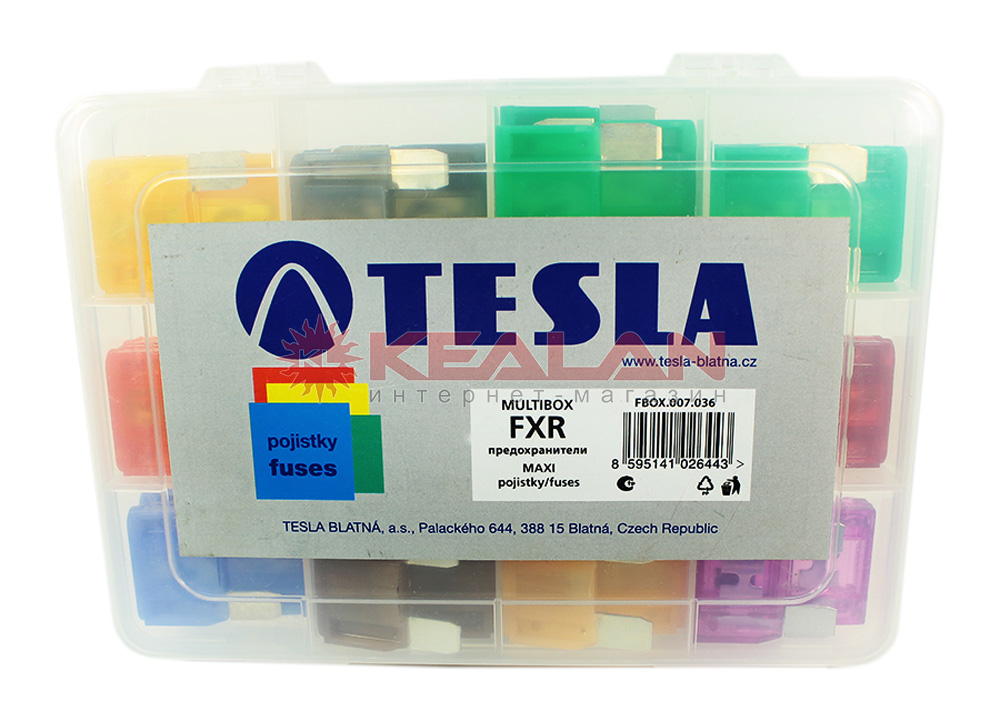 TESLA
www.tesla-blatna.cz
KEALAN
интернет-магазин
pojistky
fuses
MULTIBOX
FXR
предохранители
MAXI
pojistky/fuses
FBOX.007.036
8 595141 026443 >
PP
TESLA BLATNÁ, a.s., Palackého 644, 388 15 Blatná, Czech Republic